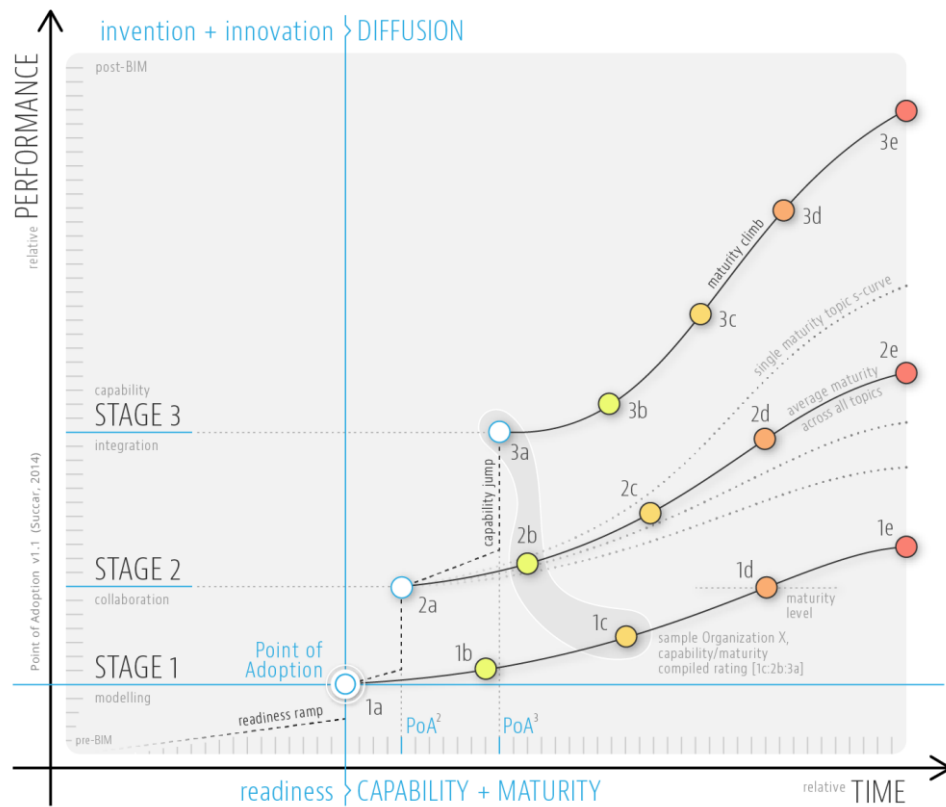 invention + innovation
DIFFUSION
relative PERFORMANCE
post-BIM
3e
3d
maturity climb
3c
single maturity topic s-curve
2e
capability
STAGE 3
integration
3b
average maturity
across all topics
2d
3a
capability jump
2c
Point of Adoption v1.1 (Succar, 2014)
2b
1e
STAGE 2
collaboration
2a
1d
maturity
level
1c
sample Organization X,
capability/maturity
compiled rating [1c:2b:3a]
Point of
Adoption
1b
STAGE 1
modelling
1a
readiness ramp
PoA²
PoA³
pre-BIM
readiness
CAPABILITY + MATURITY
relative TIME